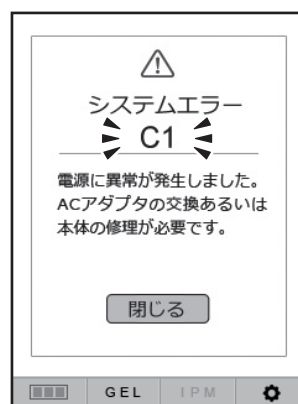 システムエラー
C1
電源に異常が発生しました。
ACアダプタの交換あるいは
本体の修理が必要です。
閉じる
GEL IPM